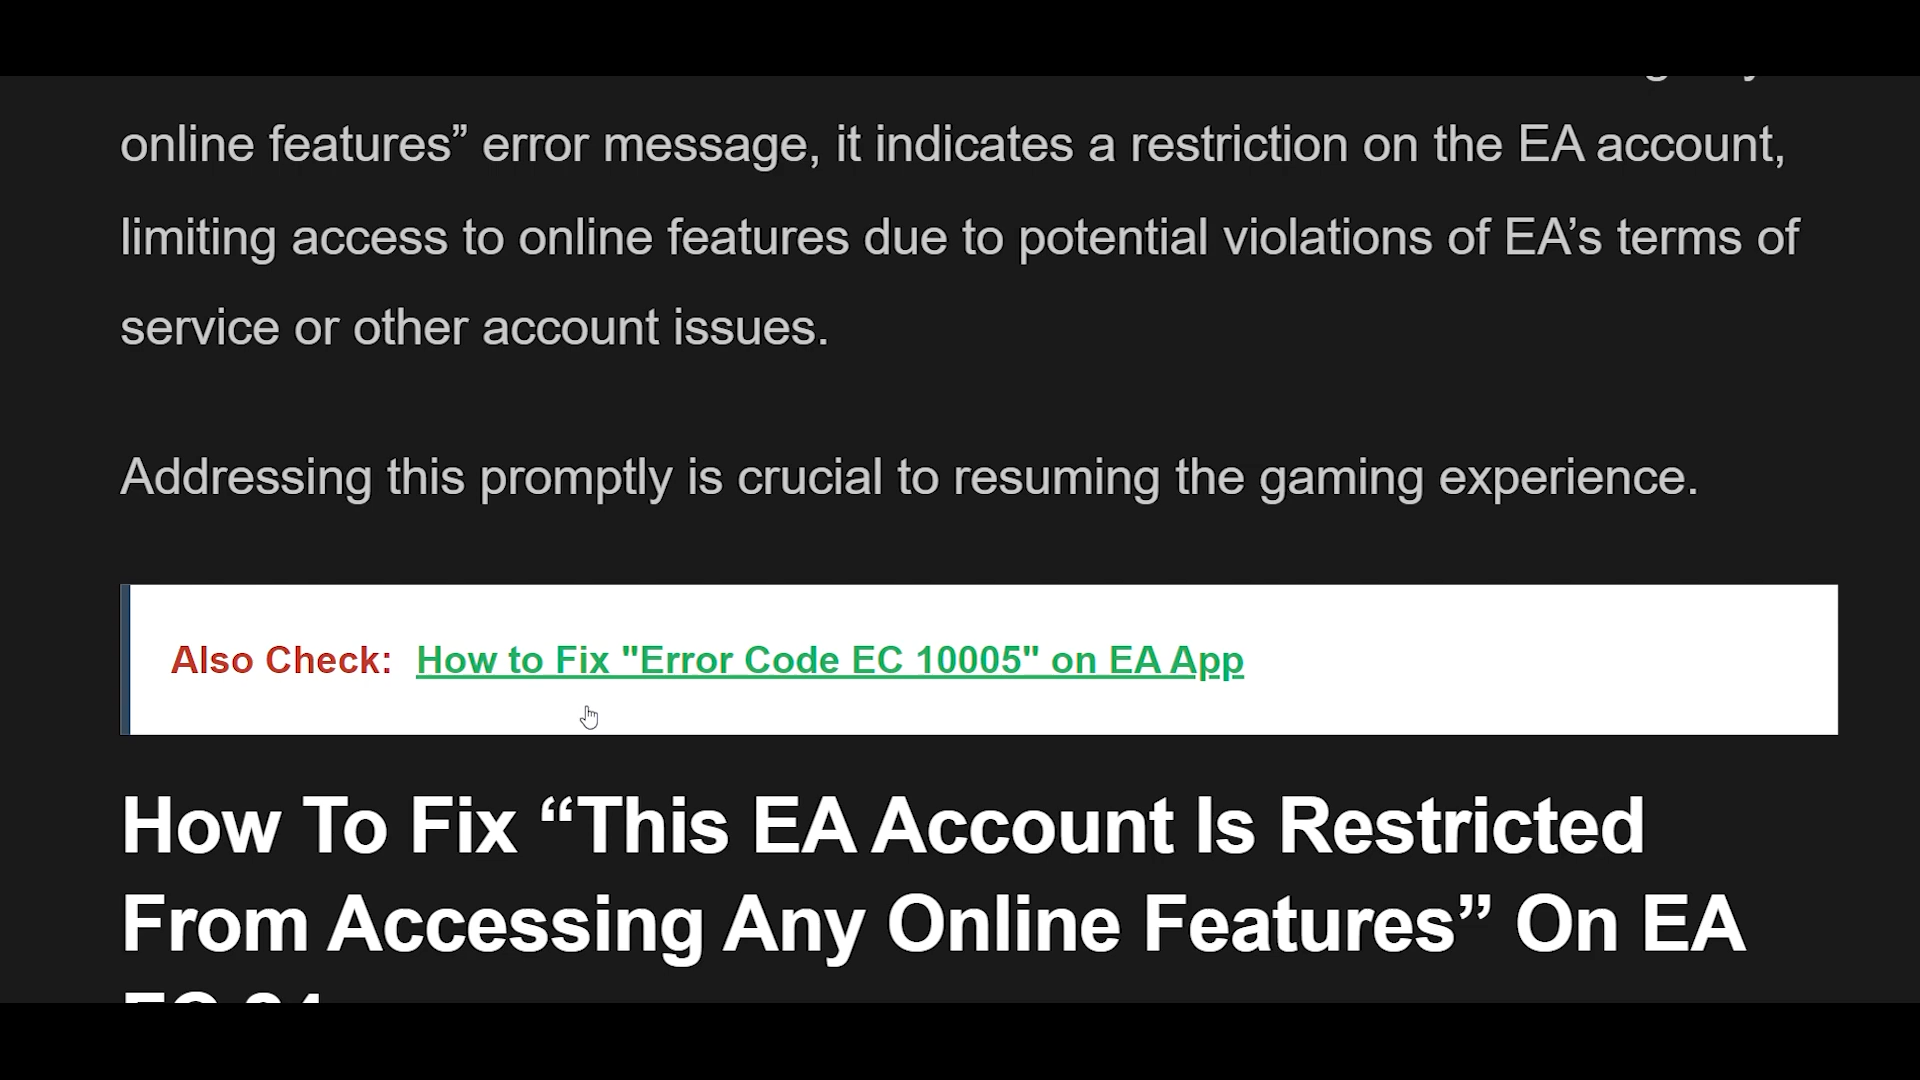 online features” error message, it indicates a restriction on the EA account,
limiting access to online features due to potential violations of EA’s terms of
service or other account issues.
Addressing this promptly is crucial to resuming the gaming experience.
Also Check: How to Fix "Error Code EC 10005" on EA App
How To Fix “This EA Account Is Restricted
From Accessing Any Online Features” On EA